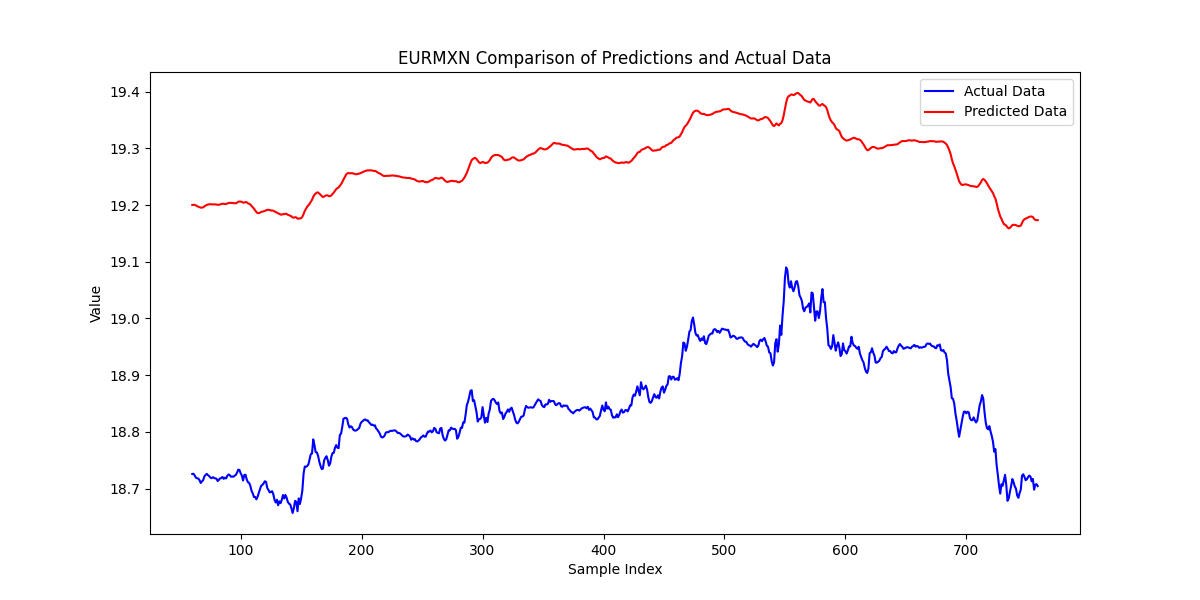 EURMXN Comparison of Predictions and Actual Data
Actual Data
Predicted Data
19.4
19.3
19.2
19.1
19.0
18.9
18.8
18.7
Value
100 200 300 400 500 600 700
Sample Index